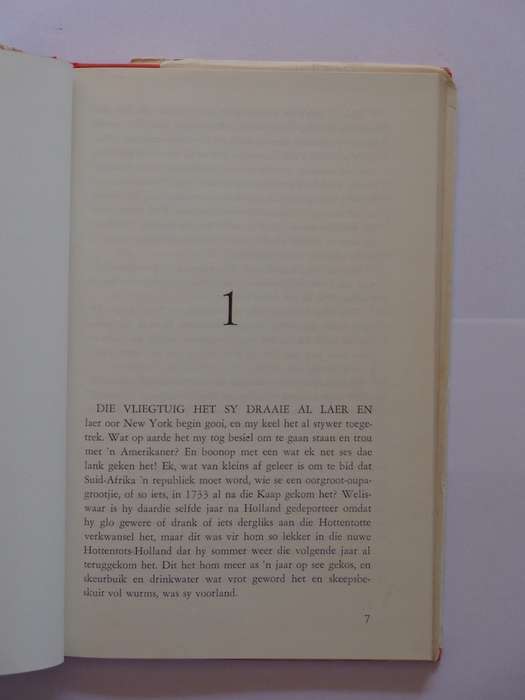 1
DIE VLIEGTUIG HET SY DRAAIE AL LAER EN
laer oor New York begin gooi, en my keel het al stywer toege-
trek. Wat op aarde het my tog besiel om te gaan staan en trou
met 'n Amerikaner? En boonop met een wat ek net ses dae
lank geken het! Ek, wat van kleins af geleer is om te bid dat
Suid-Afrika 'n republiek moet word, wie se een oorgroot-oupa-
grootjie, of so iets, in 1733 al na die Kaap gekom het? Welis-
waar is hy daardie selfde jaar na Holland gedeporteer omdat
hy glo gewere of drank of iets dergliks aan die Hottentotte
verkwansel het, maar dit was vir hom so lekker in die nuwe
Hottentots-Holland dat hy sommer weer die volgende jaar al
teruggekom het. Dit het hom meer as 'n jaar op see gekos, en
skeurbuik en drinkwater wat vrot geword het en skeepsbe-
skuit vol wurms, was sy voorland.
7